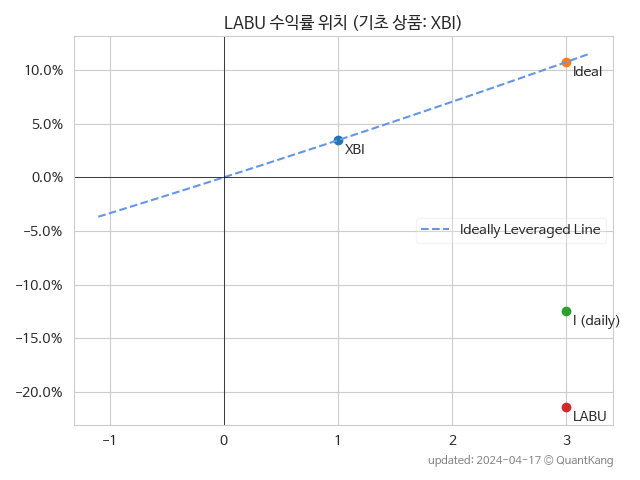 LABU 수익률 위치 (기초 상품: XBI)
10.0%
5.0%
0.0%
−5.0%
−10.0%
−15.0%
−20.0%
Ideal
XBI
Ideally Leveraged Line
I (daily)
LABU
−1
0
1
2
3
updated: 2024-04-17 © QuantKang